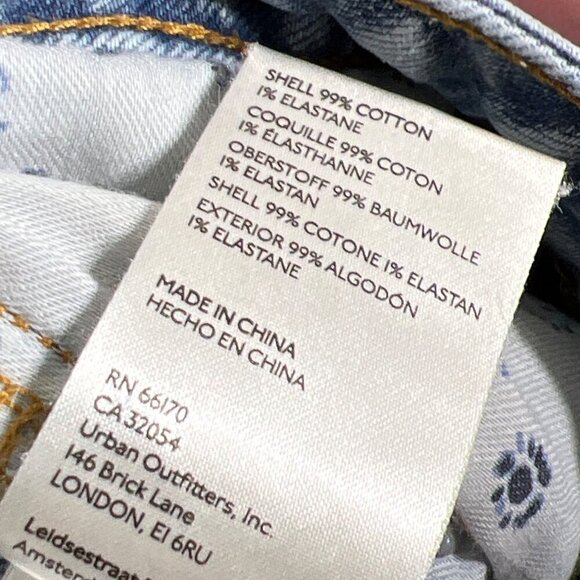 SHELL 99% COTTON
1% ELASTANE
COQUILLE 99% COTON
1% ÉLASTHANNE
OBERSTOFF 99% BAUMWOLLE
1% ELASTAN
SHELL 99% COTONE 1% ELASTAN
EXTERIOR 99% ALGODÓN
1% ELASTANE
MADE IN CHINA
HECHO EN CHINA
RN 66170
CA 32054
Urban Outfitters, Inc.
146 Brick Lane
LONDON, E1 6RU
Leidsestraat
Amsterdam